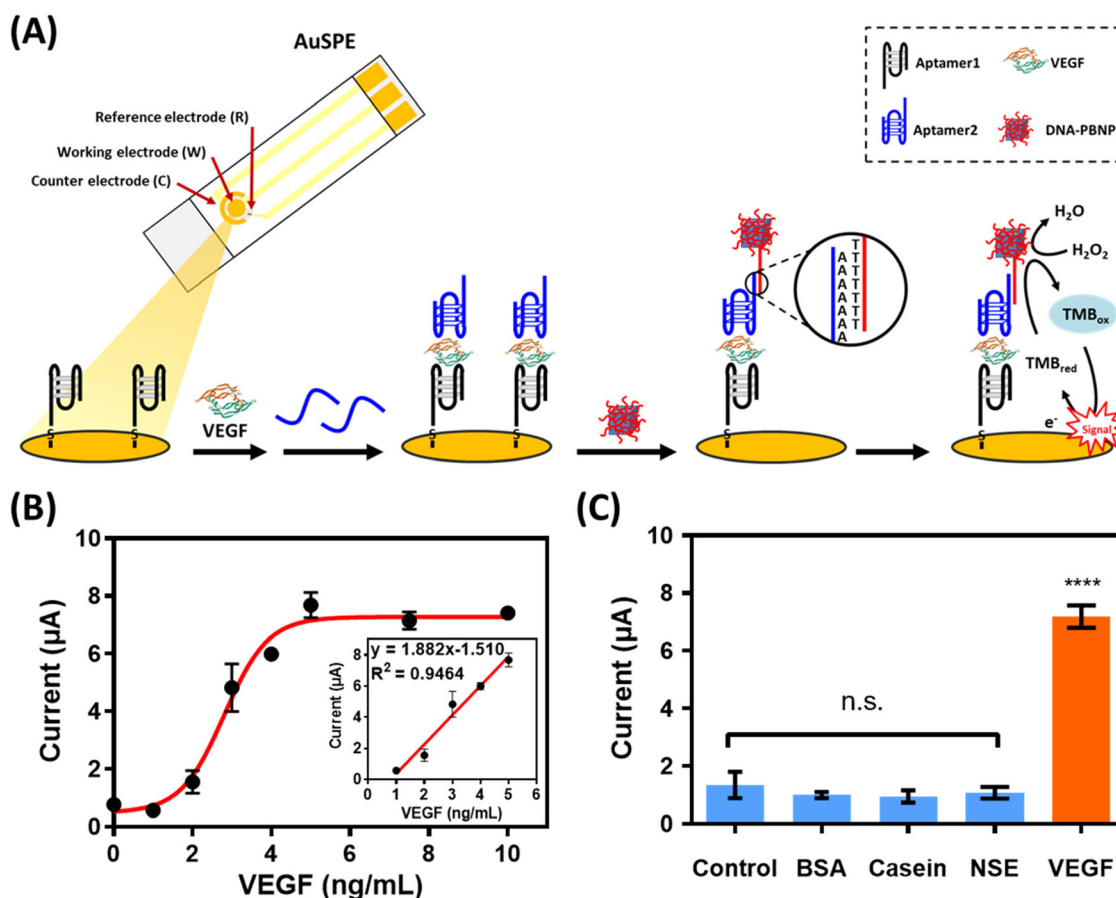 (A)
AuSPE
Reference electrode (R)
Working electrode (W)
Counter electrode (C)
Aptamer1
VEGF
Aptamer2
DNA-PBNP
S
S
VEGF
S
S
A
A
A
A
A
A
A
T
T
T
T
T
T
T
S
H₂O
H₂O₂
TMBox
TMBred
e⁻
Signal
S
(B)
Current (µA)
10
8
6
4
2
0
0 2 4 6 8 10
VEGF (ng/mL)
y = 1.882x-1.510
R² = 0.9464
Current (µA)
8
6
4
2
0
0 1 2 3 4 5 6
VEGF (ng/mL)
(C)
Current (µA)
10
8
6
4
2
0
n.s.
****
Control BSA Casein NSE VEGF